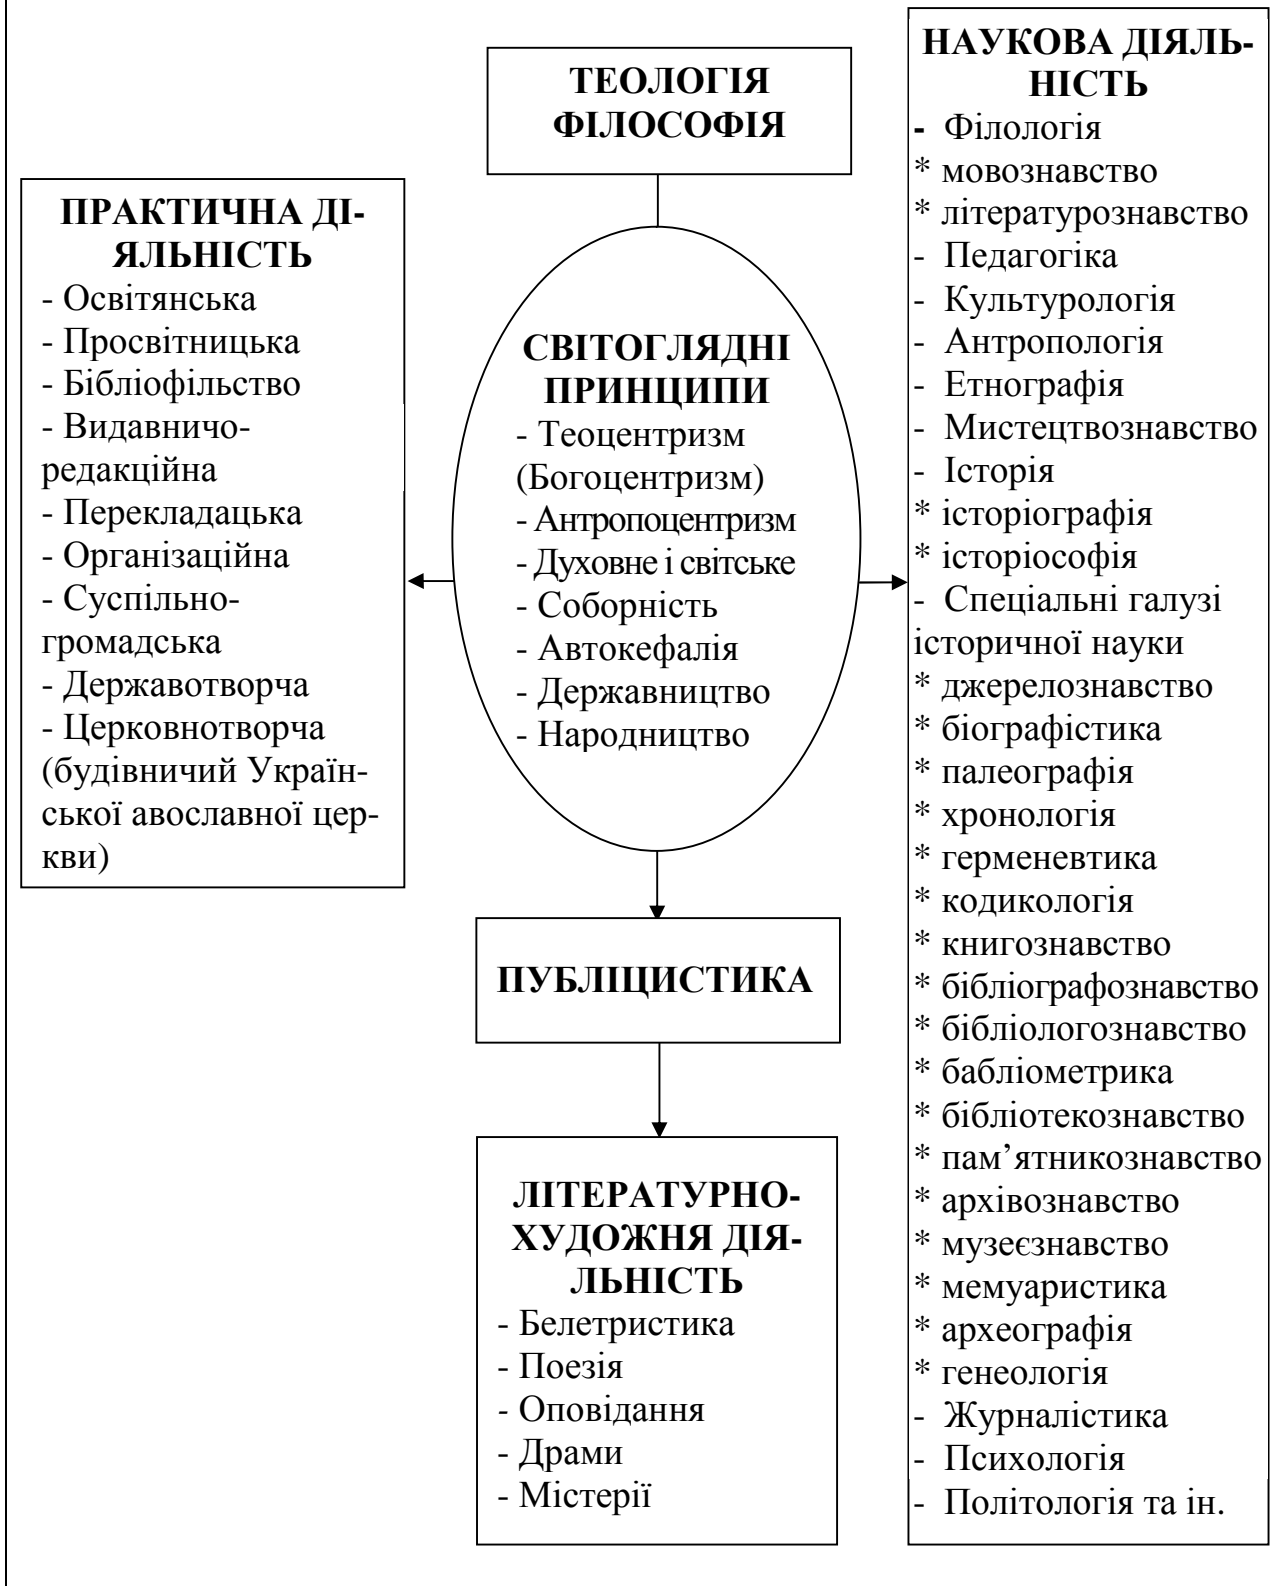 ТЕОЛОГІЯ
ФІЛОСОФІЯ
ПРАКТИЧНА ДІ-
ЯЛЬНІСТЬ
- Освітянська
- Просвітницька
- Бібліофільство
- Видавничо-
редакційна
- Перекладацька
- Організаційна
- Суспільно-
громадська
- Державотворча
- Церковнотворча
(будівничий Україн-
ської авославної цер-
кви)
СВІТОГЛЯДНІ
ПРИНЦИПИ
- Теоцентризм
(Богоцентризм)
- Антропоцентризм
- Духовне і світське
- Соборність
- Автокефалія
- Державництво
- Народництво
ПУБЛІЦИСТИКА
ЛІТЕРАТУРНО-
ХУДОЖНЯ ДІЯ-
ЛЬНІСТЬ
- Белетристика
- Поезія
- Оповідання
- Драми
- Містерії
НАУКОВА ДІЯЛЬ-
НІСТЬ
- Філологія
* мовознавство
* літературознавство
- Педагогіка
- Культурологія
- Антропологія
- Етнографія
- Мистецтвознавство
- Історія
* історіографія
* історіософія
- Спеціальні галузі
історичної науки
* джерелознавство
* біографістика
* палеографія
* хронологія
* герменевтика
* кодикологія
* книгознавство
* бібліографознавство
* бібліологознавство
* бабліометрика
* бібліотекознавство
* пам’ятникознавство
* архівознавство
* музеєзнавство
* мемуаристика
* археографія
* генеологія
- Журналістика
- Психологія
- Політологія та ін.